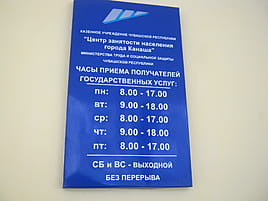 КАЗЕННОЕ УЧРЕЖДЕНИЕ ЧУВАШСКОЙ РЕСПУБЛИКИ
"Центр занятости населения
города Канаша"
МИНИСТЕРСТВА ТРУДА И СОЦИАЛЬНОЙ ЗАЩИТЫ
ЧУВАШСКОЙ РЕСПУБЛИКИ
ЧАСЫ ПРИЕМА ПОЛУЧАТЕЛЕЙ
ГОСУДАРСТВЕННЫХ УСЛУГ:
пн: 8.00 - 17.00
вт: 9.00 - 18.00
ср: 8.00 - 17.00
чт: 9.00 - 18.00
пт: 8.00 - 17.00
СБ и ВС - ВЫХОДНОЙ
БЕЗ ПЕРЕРЫВА